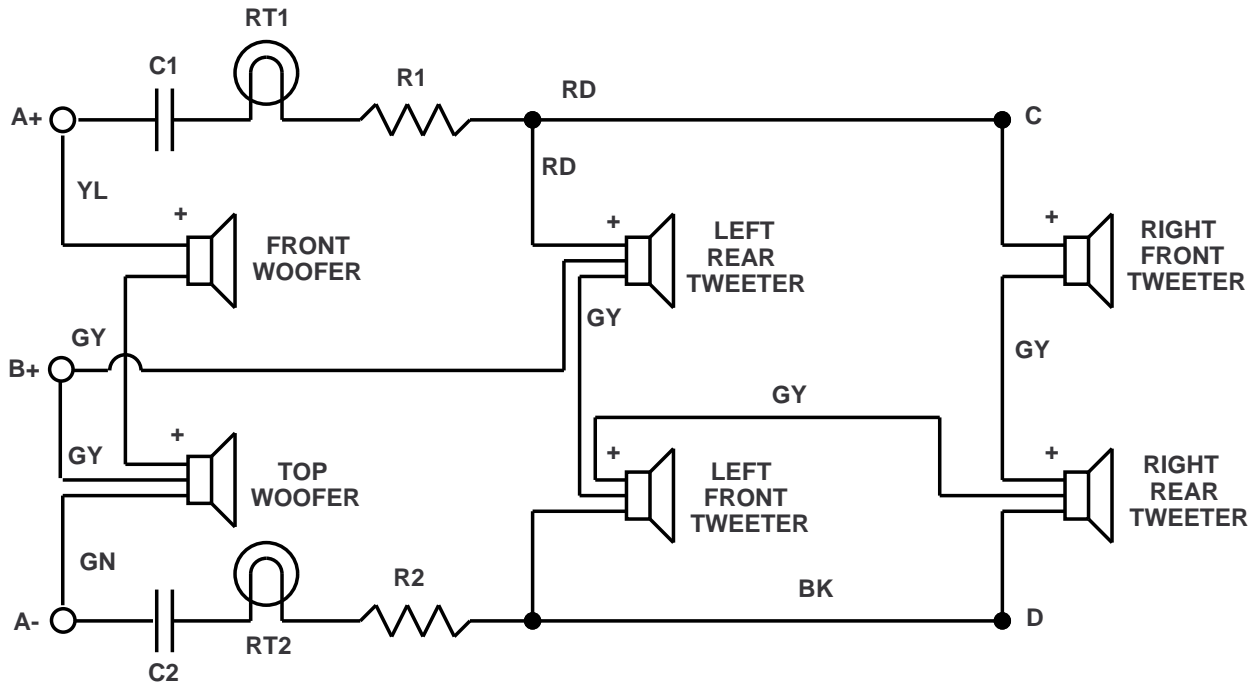 RT1
C1
R1
RD
A+
C
RD
YL
+
+
+
FRONT
WOOFER
LEFT
REAR
TWEETER
RIGHT
FRONT
TWEETER
GY
GY
GY
B+
GY
+
+
+
GY
TOP
WOOFER
LEFT
FRONT
TWEETER
RIGHT
REAR
TWEETER
GN
R2
BK
A-
D
RT2
C2